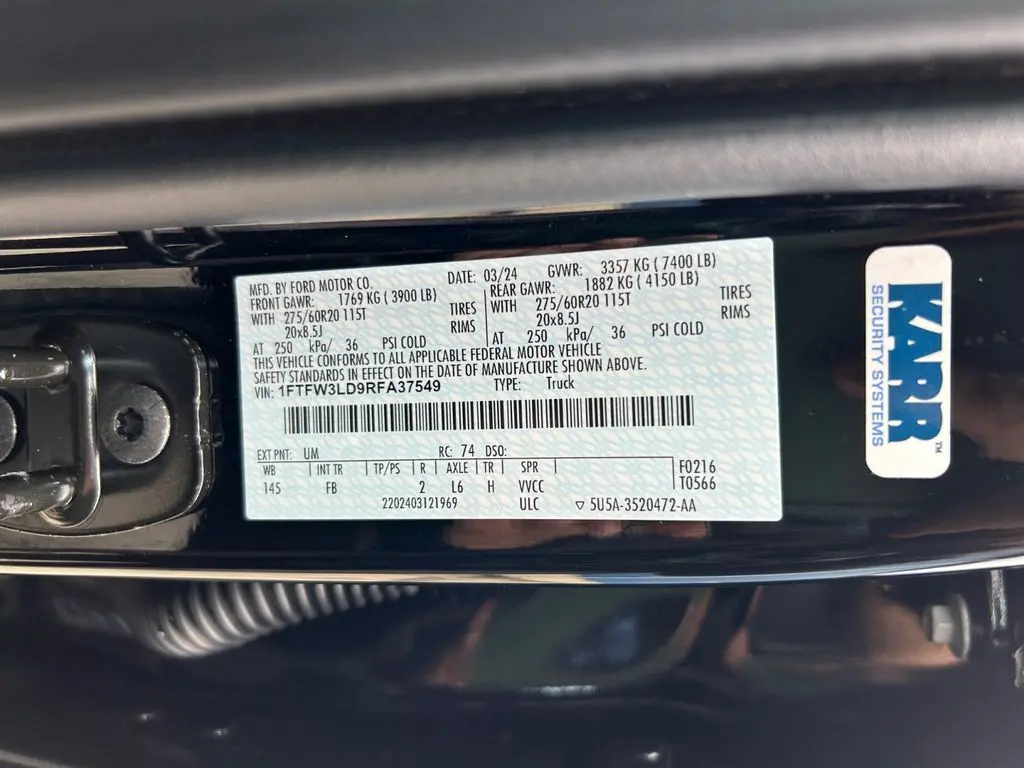 MFD. BY FORD MOTOR CO. DATE: 03/24 GVWR: 3357 KG ( 7400 LB)
FRONT GAWR: 1769 KG ( 3900 LB) REAR GAWR: 1882 KG ( 4150 LB)
WITH 275/60R20 115T TIRES WITH 275/60R20 115T TIRES
20x8.5J RIMS 20x8.5J RIMS
AT 250 kPa/ 36 PSI COLD AT 250 kPa/ 36 PSI COLD
THIS VEHICLE CONFORMS TO ALL APPLICABLE FEDERAL MOTOR VEHICLE
SAFETY STANDARDS IN EFFECT ON THE DATE OF MANUFACTURE SHOWN ABOVE.
VIN: 1FTFW3LD9RFA37549 TYPE: Truck
EXT PNT: UM RC: 74 DSO:
WB INT TR TP/PS R AXLE TR SPR F0216
145 FB 2 L6 H VVCC T0566
2202403121969 ULC ▽ 5U5A-3520472-AA
KARR™
SECURITY SYSTEMS